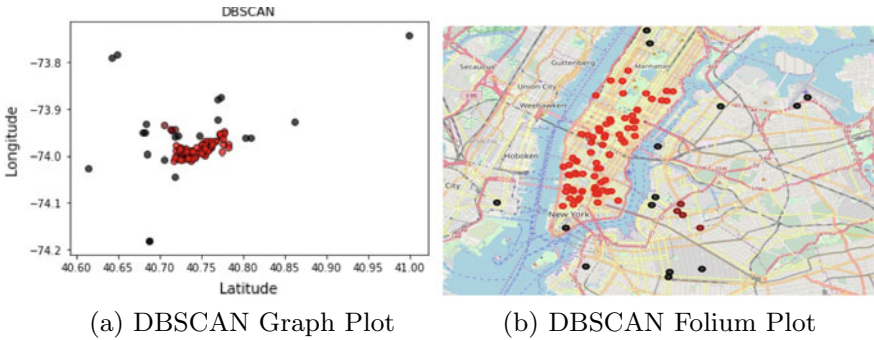 DBSCAN
−73.8
−73.9
−74.0
−74.1
−74.2
Longitude
40.60 40.65 40.70 40.75 40.80 40.85 40.90 40.95 41.00
Latitude
Secaucus
Guttenberg
Manhattan
Union City
Weehawken
Hoboken
City
New York
(a) DBSCAN Graph Plot
(b) DBSCAN Folium Plot